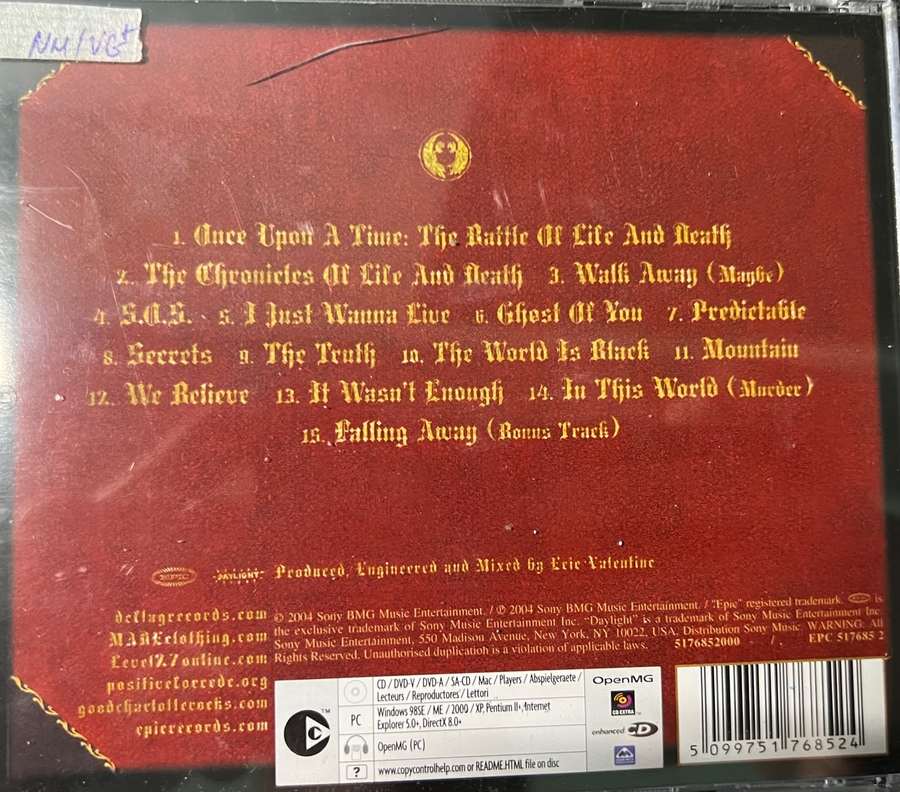 NM/VG+
1. Once Upon A Time: The Battle Of Life And Death
2. The Chronicles Of Life And Death 3. Walk Away (Maybe)
4. S.O.S. 5. I Just Wanna Live 6. Ghost Of You 7. Predictable
8. Secrets 9. The Truth 10. The World Is Black 11. Mountain
12. We Believe 13. It Wasn't Enough 14. In This World (Murder)
15. Falling Away (Bonus Track)
EPIC DAYLIGHT Produced, Engineered and Mixed by Eric Valentine
dcflagrecords.com
MADEclothing.com
Level27online.com
positiveforcedc.org
goodcharlotterocks.com
epicrecords.com
© 2004 Sony BMG Music Entertainment. / ℗ 2004 Sony BMG Music Entertainment. / "Epic" registered trademark. EPIC is
the exclusive trademark of Sony Music Entertainment Inc. "Daylight" is a trademark of Sony Music Entertainment Inc
Sony Music Entertainment, 550 Madison Avenue, New York, NY 10022, USA. Distribution Sony Music. WARNING: All
Rights Reserved. Unauthorised duplication is a violation of applicable laws. 5176852000 / EPC 517685 2
TM
CD / DVD-V / DVD-A / SA-CD / Mac / Players / Abspielgeraete /
Lecteurs / Reproductores / Lettori
PC Windows 98SE / ME / 2000 / XP, Pentium II+, Internet
Explorer 5.0+, DirectX 8.0+
OpenMG (PC)
? www.copycontrolhelp.com or README.HTML file on disc
OpenMG
CD EXTRA
enhanced CD
5 099751 768524